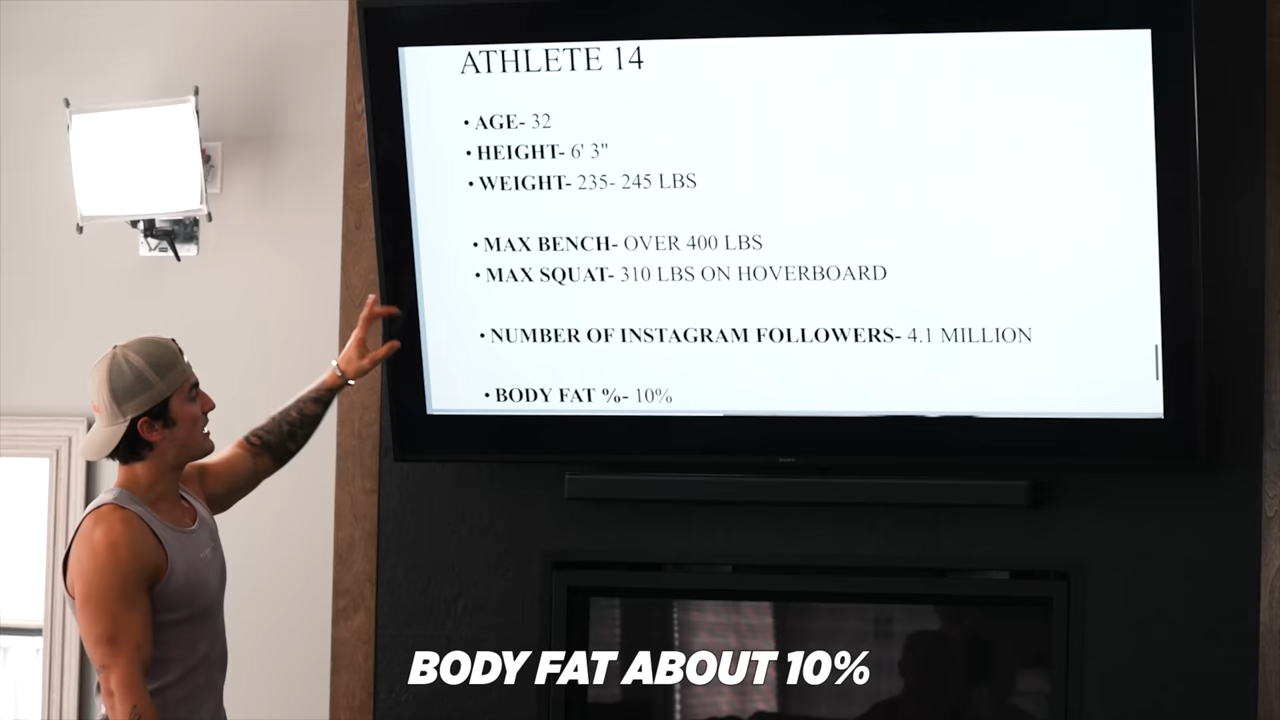 ATHLETE 14
• AGE- 32
• HEIGHT- 6' 3"
• WEIGHT- 235- 245 LBS
• MAX BENCH- OVER 400 LBS
• MAX SQUAT- 310 LBS ON HOVERBOARD
• NUMBER OF INSTAGRAM FOLLOWERS- 4.1 MILLION
• BODY FAT %- 10%
BODY FAT ABOUT 10%